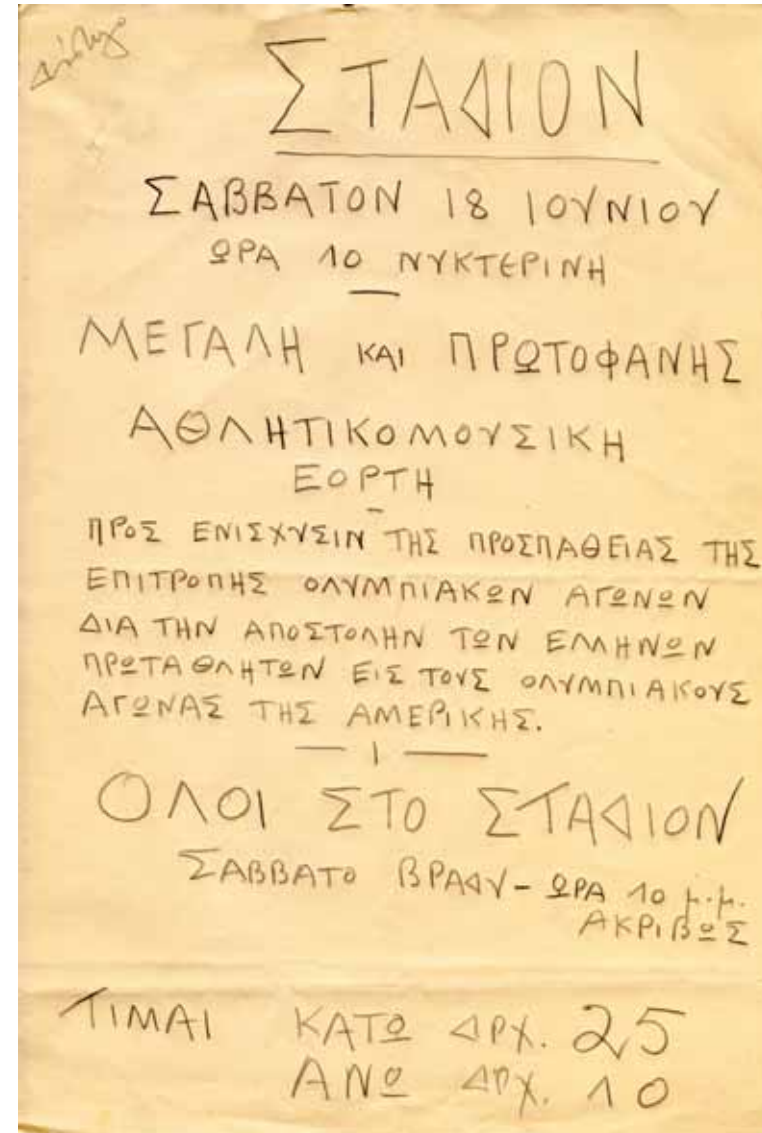 ΣΤΑΔΙΟΝ
ΣΑΒΒΑΤΟΝ 18 ΙΟΥΝΙΟΥ
ΩΡΑ 10 ΝΥΚΤΕΡΙΝΗ
ΜΕΓΑΛΗ ΚΑΙ ΠΡΩΤΟΦΑΝΗΣ
ΑΘΛΗΤΙΚΟΜΟΥΣΙΚΗ
ΕΟΡΤΗ
ΠΡΟΣ ΕΝΙΣΧΥΣΙΝ ΤΗΣ ΠΡΟΣΠΑΘΕΙΑΣ ΤΗΣ
ΕΠΙΤΡΟΠΗΣ ΟΛΥΜΠΙΑΚΩΝ ΑΓΩΝΩΝ
ΔΙΑ ΤΗΝ ΑΠΟΣΤΟΛΗΝ ΤΩΝ ΕΛΛΗΝΩΝ
ΠΡΩΤΑΘΛΗΤΩΝ ΕΙΣ ΤΟΥΣ ΟΛΥΜΠΙΑΚΟΥΣ
ΑΓΩΝΑΣ ΤΗΣ ΑΜΕΡΙΚΗΣ.
ΟΛΟΙ ΣΤΟ ΣΤΑΔΙΟΝ
ΣΑΒΒΑΤΟ ΒΡΑΔΥ - ΩΡΑ 10 μ.μ.
ΑΚΡΙΒΩΣ
ΤΙΜΑΙ ΚΑΤΩ ΔΡΧ. 25
ΑΝΩ ΔΡΧ. 10